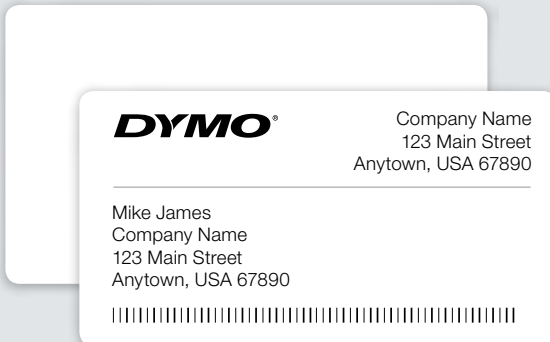 DYMO®
Company Name
123 Main Street
Anytown, USA 67890
Mike James
Company Name
123 Main Street
Anytown, USA 67890